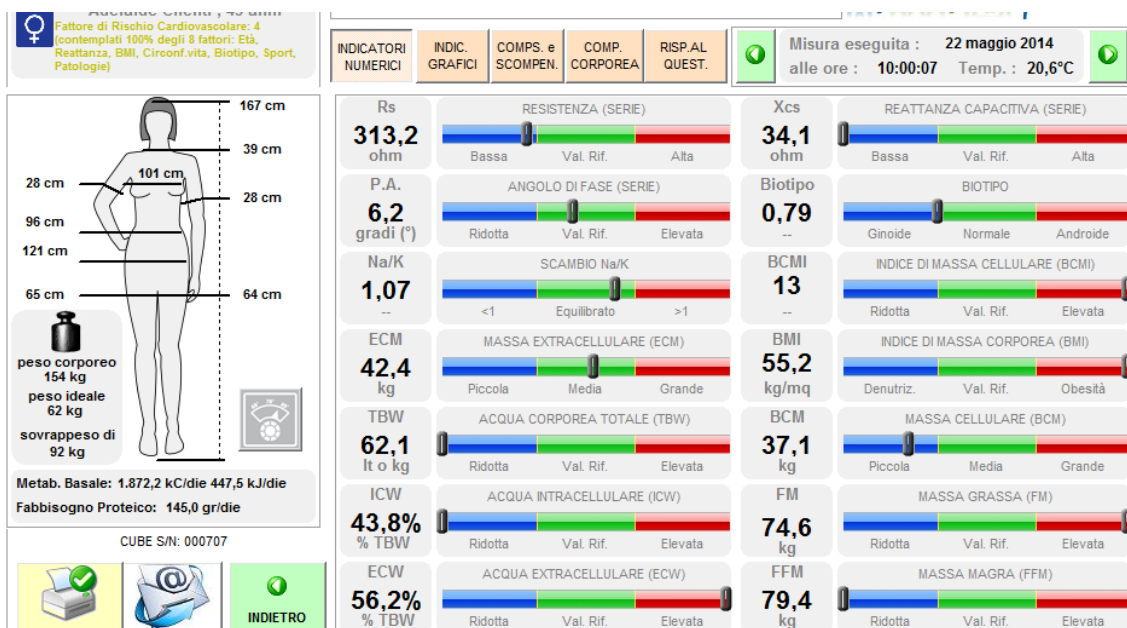 Adelaide Clienti , 45 anni
Fattore di Rischio Cardiovascolare: 4
(contemplati 100% degli 8 fattori: Età,
Reattanza, BMI, Circonf.vita, Biotipo, Sport,
Patologie)
INDICATORI NUMERICI
INDIC. GRAFICI
COMPS. e SCOMPEN.
COMP. CORPOREA
RISP.AL QUEST.
Misura eseguita : 22 maggio 2014
alle ore : 10:00:07 Temp. : 20,6°C
167 cm
39 cm
101 cm
28 cm
28 cm
96 cm
121 cm
65 cm
64 cm
peso corporeo
154 kg
peso ideale
62 kg
sovrappeso di
92 kg
Metab. Basale: 1.872,2 kC/die 447,5 kJ/die
Fabbisogno Proteico: 145,0 gr/die
CUBE S/N: 000707
INDIETRO
Rs
313,2
ohm
RESISTENZA (SERIE)
Bassa Val. Rif. Alta
Xcs
34,1
ohm
REATTANZA CAPACITIVA (SERIE)
Bassa Val. Rif. Alta
P.A.
6,2
gradi (°)
ANGOLO DI FASE (SERIE)
Ridotta Val. Rif. Elevata
Biotipo
0,79
--
BIOTIPO
Ginoide Normale Androide
Na/K
1,07
--
SCAMBIO Na/K
<1 Equilibrato >1
BCMI
13
--
INDICE DI MASSA CELLULARE (BCMI)
Ridotta Val. Rif. Elevata
ECM
42,4
kg
MASSA EXTRACELLULARE (ECM)
Piccola Media Grande
BMI
55,2
kg/mq
INDICE DI MASSA CORPOREA (BMI)
Denutriz. Val. Rif. Obesità
TBW
62,1
lt o kg
ACQUA CORPOREA TOTALE (TBW)
Ridotta Val. Rif. Elevata
BCM
37,1
kg
MASSA CELLULARE (BCM)
Piccola Media Grande
ICW
43,8%
% TBW
ACQUA INTRACELLULARE (ICW)
Ridotta Val. Rif. Elevata
FM
74,6
kg
MASSA GRASSA (FM)
Ridotta Val. Rif. Elevata
ECW
56,2%
% TBW
ACQUA EXTRACELLULARE (ECW)
Ridotta Val. Rif. Elevata
FFM
79,4
kg
MASSA MAGRA (FFM)
Ridotta Val. Rif. Elevata